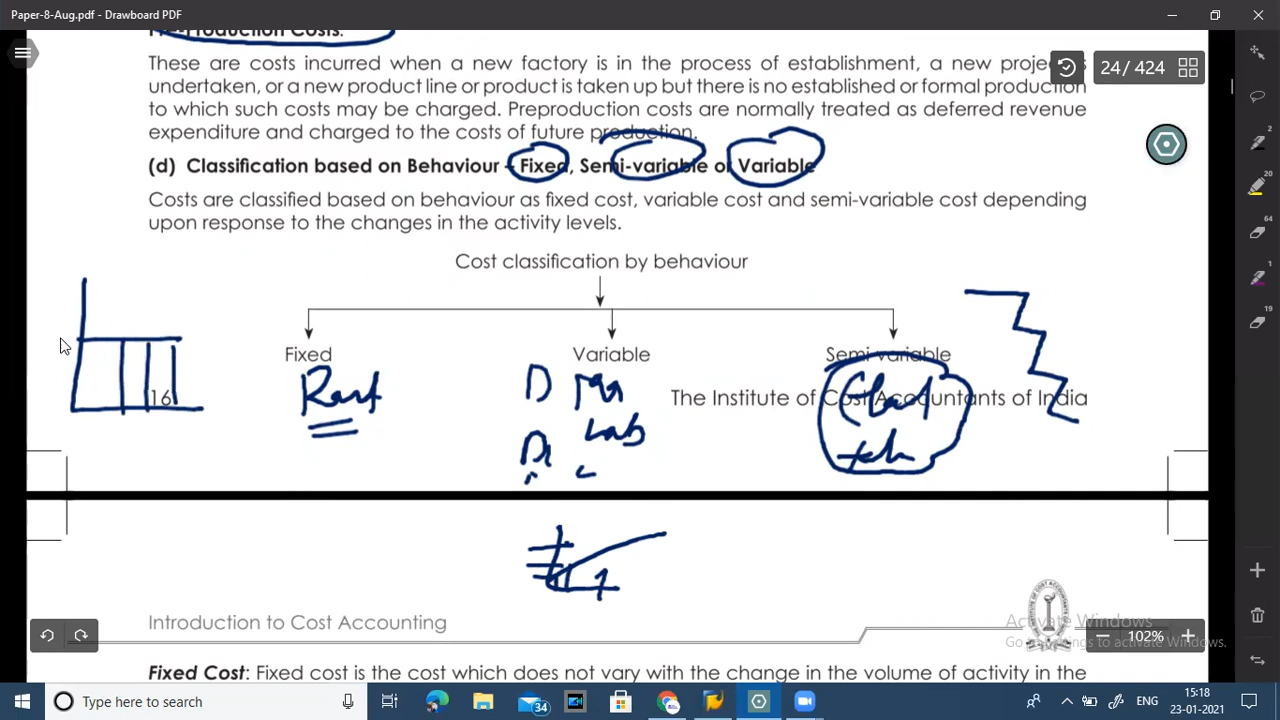 Paper-8-Aug.pdf - Drawboard PDF
Pre-Production Costs:
These are costs incurred when a new factory is in the process of establishment, a new project is
24 / 424
undertaken, or a new product line or product is taken up but there is no established or formal production
to which such costs may be charged. Preproduction costs are normally treated as deferred revenue
expenditure and charged to the costs of future production.
(d) Classification based on Behaviour - Fixed, Semi-variable or Variable
Costs are classified based on behaviour as fixed cost, variable cost and semi-variable cost depending
upon response to the changes in the activity levels.
Cost classification by behaviour
Fixed Variable Semi-variable
Rent D
Lab
16 The Institute of Cost Accountants of India
Introduction to Cost Accounting
Activate Windows
Go to Settings to activate Windows.
102%
Fixed Cost: Fixed cost is the cost which does not vary with the change in the volume of activity in the
20
64
39
39
Type here to search
34
ENG
15:18
23-01-2021